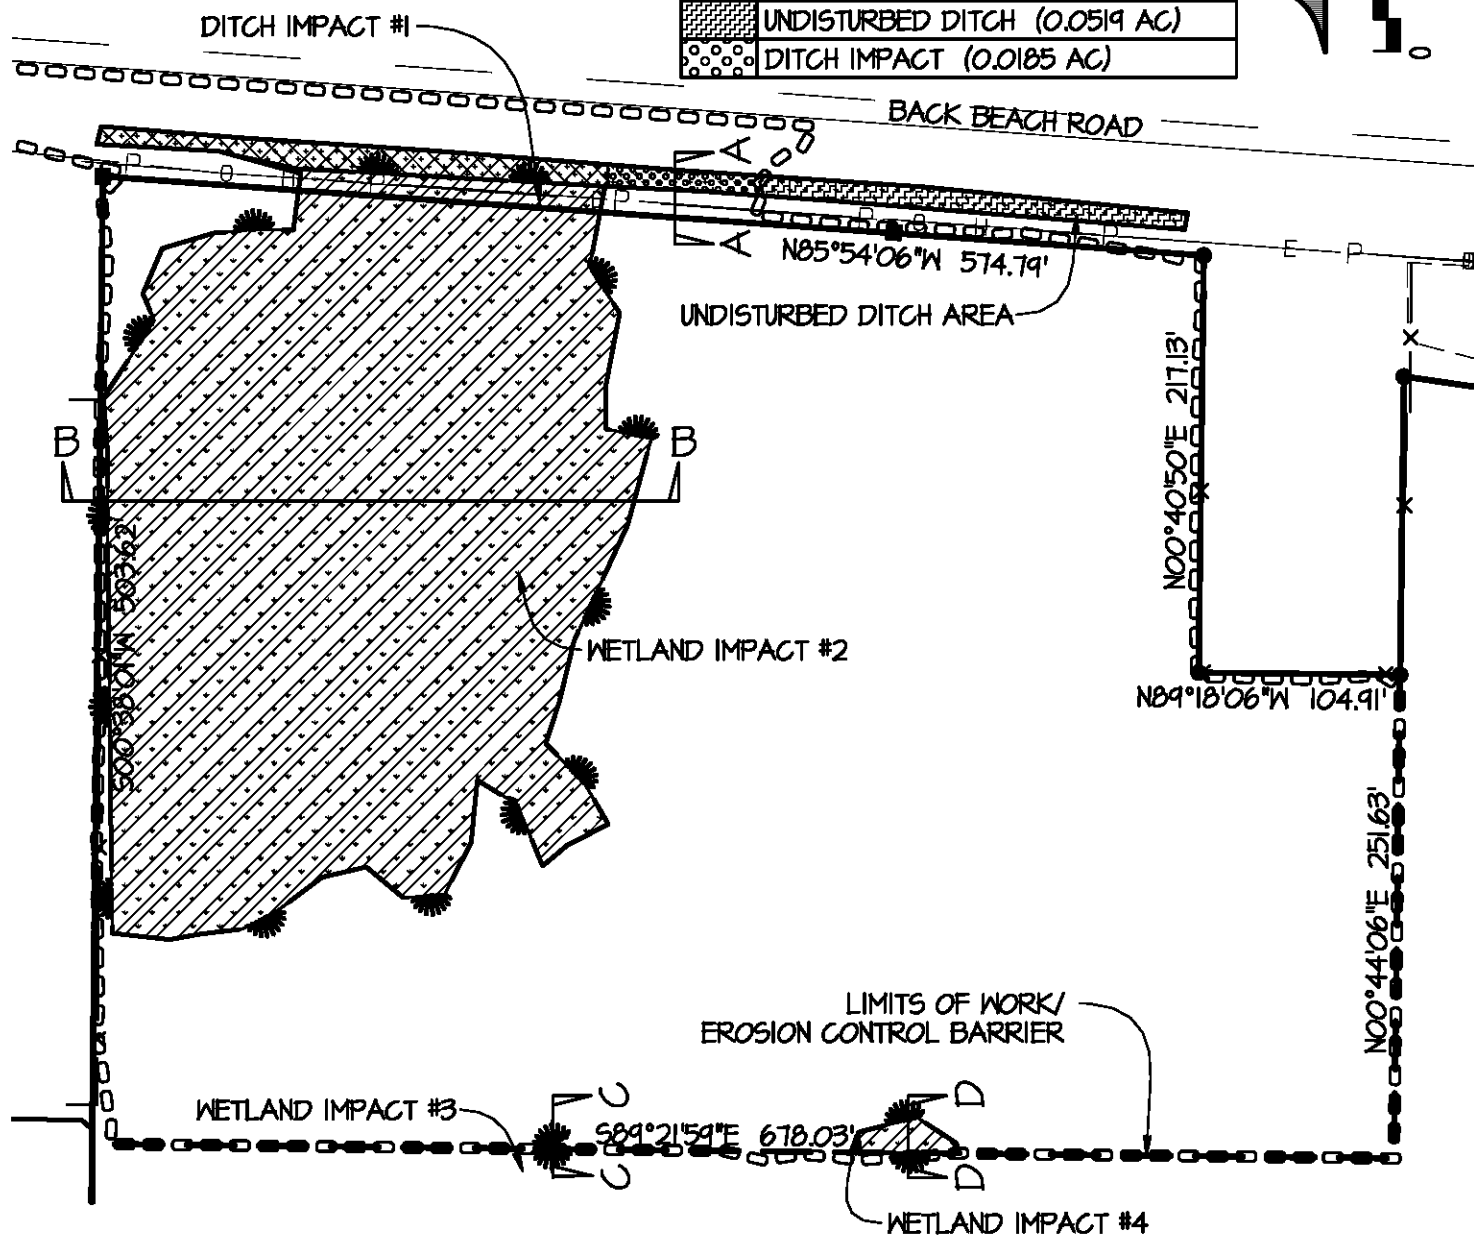 DITCH IMPACT #1
UNDISTURBED DITCH (0.0519 AC)
DITCH IMPACT (0.0185 AC)
0
BACK BEACH ROAD
A
A
N85°54'06"W 574.79'
UNDISTURBED DITCH AREA
E P
N00°40'50"E 217.13'
B B
S00°38'01"W 503.62'
WETLAND IMPACT #2
N89°18'06"W 104.91'
N00°44'06"E 251.63'
LIMITS OF WORK/
EROSION CONTROL BARRIER
WETLAND IMPACT #3
C
D
S89°21'59"E 678.03'
C
D
WETLAND IMPACT #4